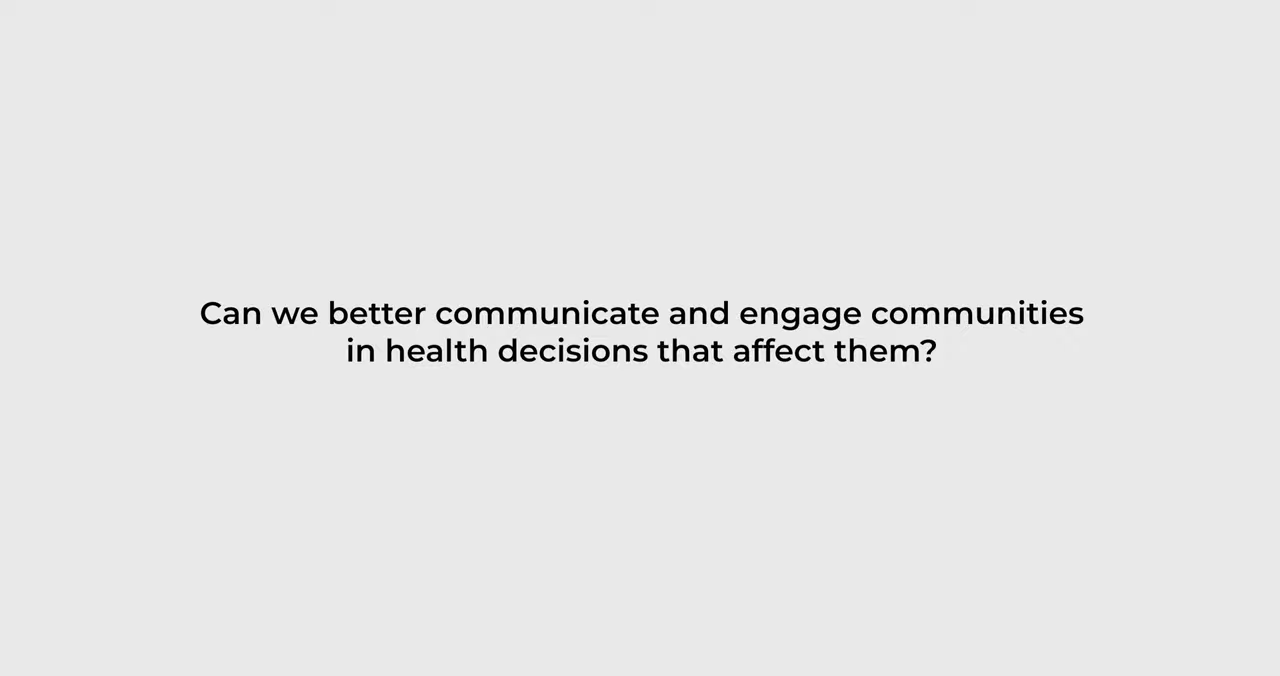 Can we better communicate and engage communities
in health decisions that affect them?